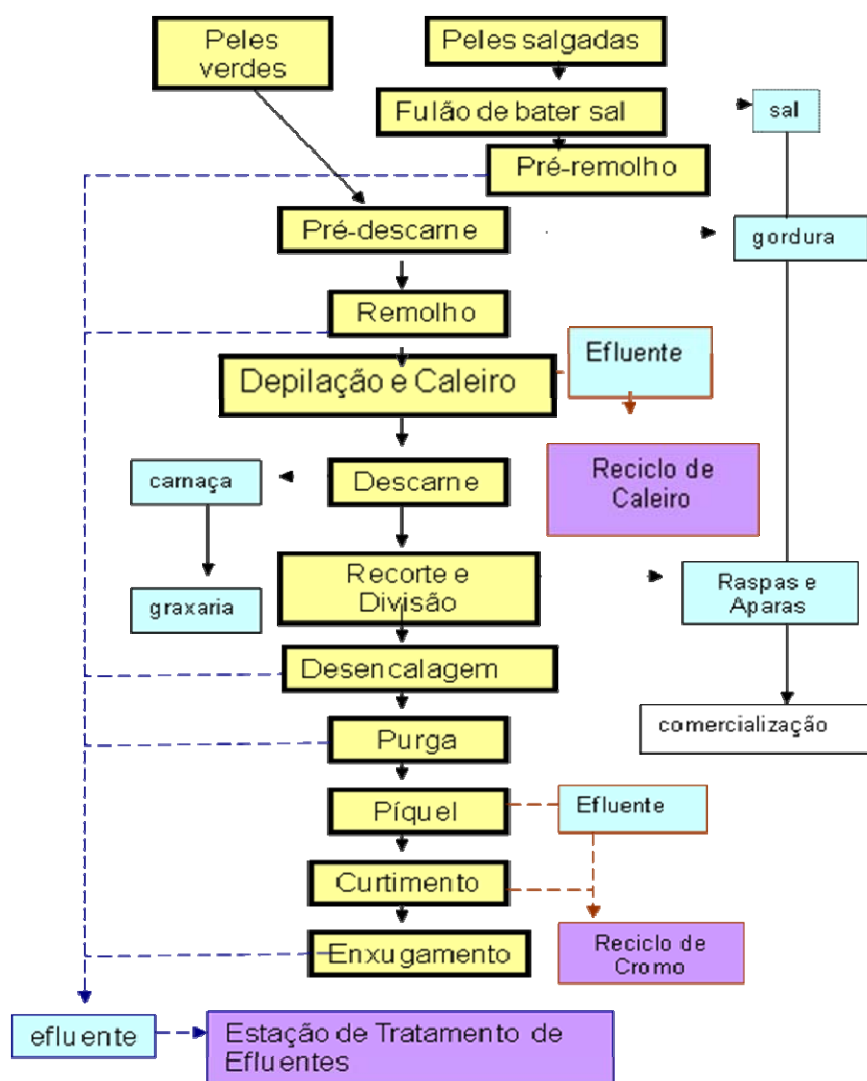 Peles
verdes
Peles salgadas
Fulão de bater sal
sal
Pré-remolho
Pré-descarne
gordura
Remolho
Depilação e Caleiro
Efluente
Reciclo de
Caleiro
carnaça
Descarne
graxaria
Recorte e
Divisão
Raspas e
Aparas
Desencalagem
comercialização
Purga
Píquel
Efluente
Curtimento
Enxugamento
Reciclo de
Cromo
efluente
Estação de Tratamento de
Efluentes